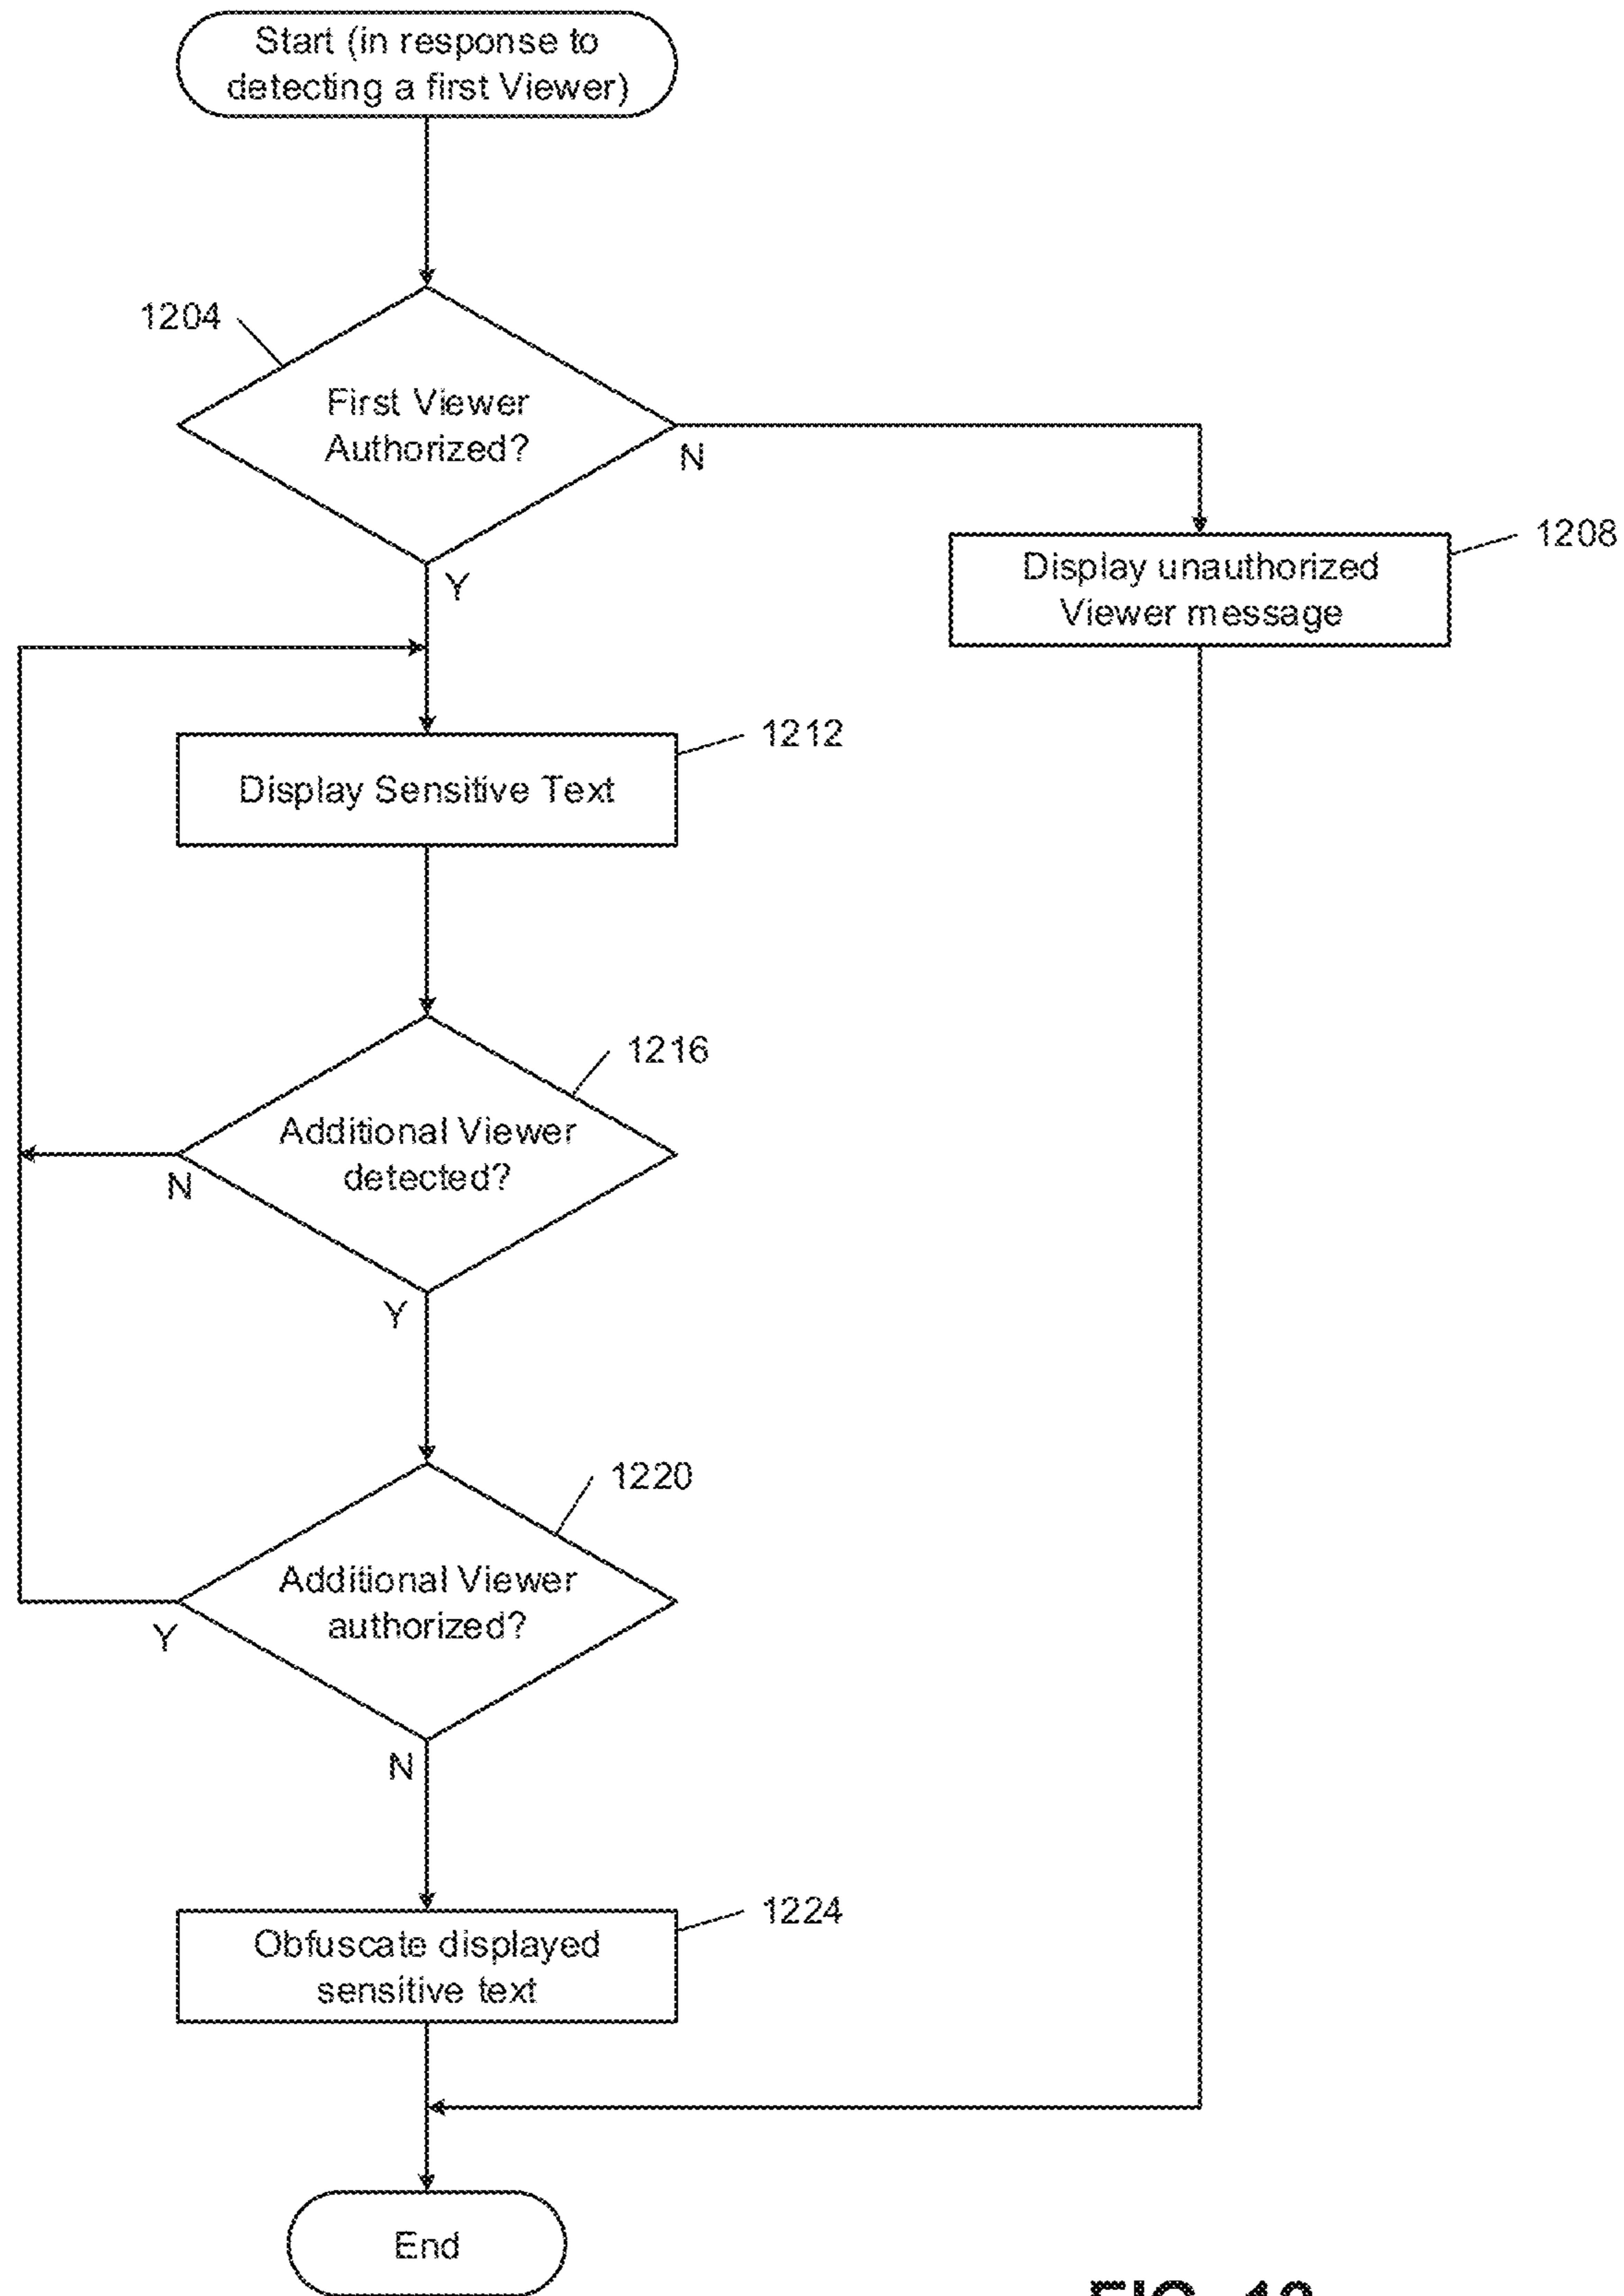 Start (in response to
detecting a first Viewer)
1204
First Viewer
Authorized?
N
Y
Display unauthorized
Viewer message
1208
Display Sensitive Text
1212
Additional Viewer
detected?
1216
N
Y
Additional Viewer
authorized?
1220
Y
N
Obfuscate displayed
sensitive text
1224
End